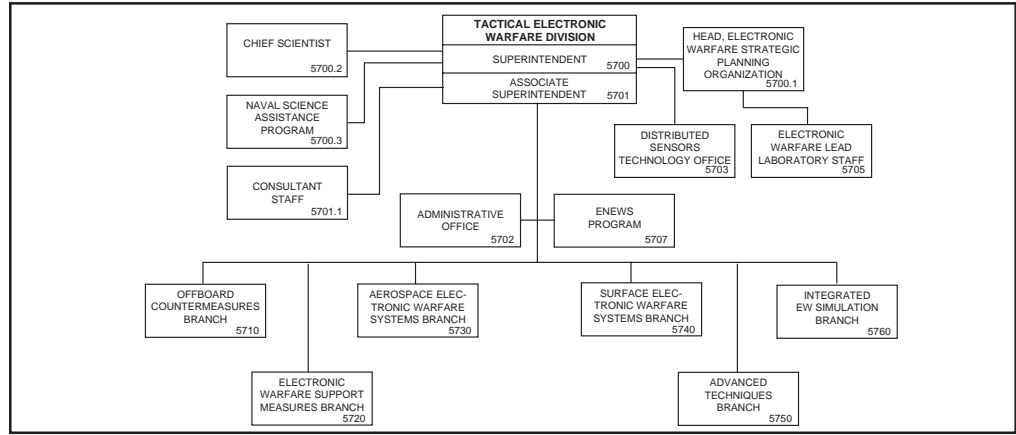 TACTICAL ELECTRONIC
WARFARE DIVISION
SUPERINTENDENT
5700
ASSOCIATE
SUPERINTENDENT
5701
CHIEF SCIENTIST
5700.2
HEAD, ELECTRONIC
WARFARE STRATEGIC
PLANNING
ORGANIZATION
5700.1
NAVAL SCIENCE
ASSISTANCE
PROGRAM
5700.3
DISTRIBUTED
SENSORS
TECHNOLOGY OFFICE
5703
ELECTRONIC
WARFARE LEAD
LABORATORY STAFF
5705
CONSULTANT
STAFF
5701.1
ADMINISTRATIVE
OFFICE
5702
ENEWS
PROGRAM
5707
OFFBOARD
COUNTERMEASURES
BRANCH
5710
AEROSPACE ELEC-
TRONIC WARFARE
SYSTEMS BRANCH
5730
SURFACE ELEC-
TRONIC WARFARE
SYSTEMS BRANCH
5740
INTEGRATED
EW SIMULATION
BRANCH
5760
ELECTRONIC
WARFARE SUPPORT
MEASURES BRANCH
5720
ADVANCED
TECHNIQUES
BRANCH
5750